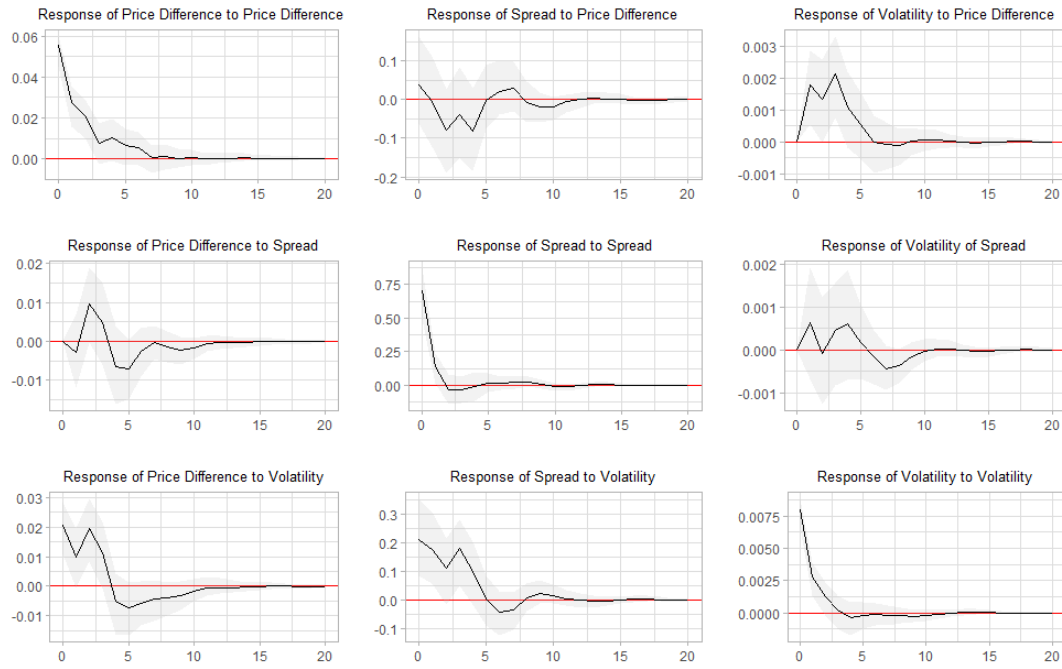 Response of Price Difference to Price Difference
0.06
0.04
0.02
0.00
0 5 10 15 20
Response of Spread to Price Difference
0.1
0.0
-0.1
-0.2
0 5 10 15 20
Response of Volatility to Price Difference
0.003
0.002
0.001
0.000
-0.001
0 5 10 15 20
Response of Price Difference to Spread
0.02
0.01
0.00
-0.01
0 5 10 15 20
Response of Spread to Spread
0.75
0.50
0.25
0.00
0 5 10 15 20
Response of Volatility of Spread
0.002
0.001
0.000
-0.001
0 5 10 15 20
Response of Price Difference to Volatility
0.03
0.02
0.01
0.00
-0.01
0 5 10 15 20
Response of Spread to Volatility
0.3
0.2
0.1
0.0
-0.1
0 5 10 15 20
Response of Volatility to Volatility
0.0075
0.0050
0.0025
0.0000
0 5 10 15 20